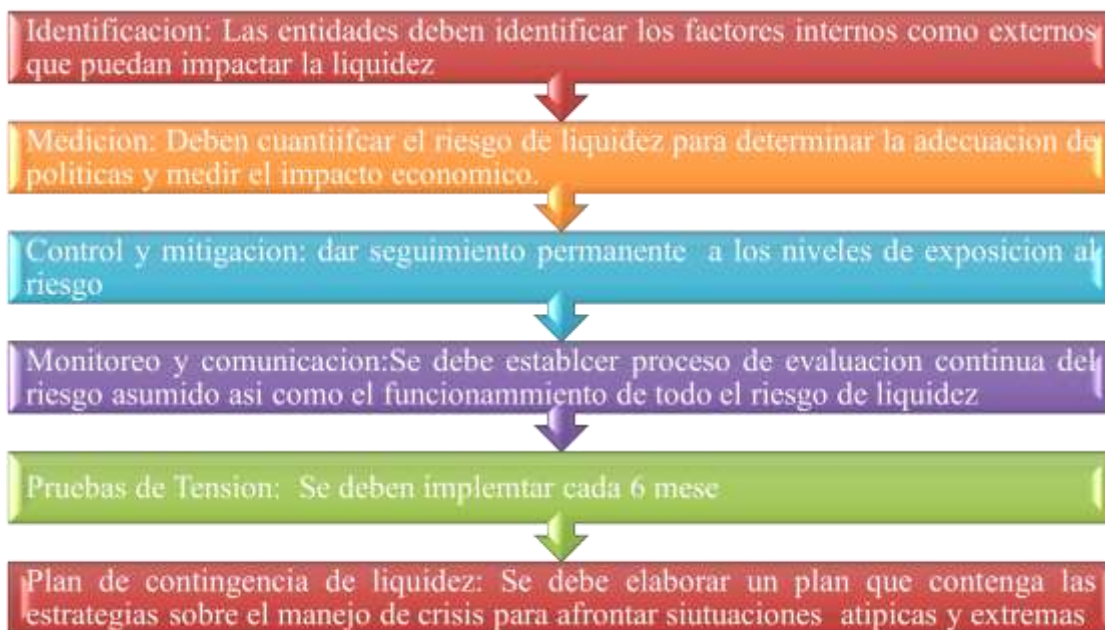 Identificacion: Las entidades deben identificar los factores internos como externos
que puedan impactar la liquidez
Medicion: Deben cuantiifcar el riesgo de liquidez para determinar la adecuacion de
politicas y medir el impacto economico.
Control y mitigacion: dar seguimiento permanente a los niveles de exposicion al
riesgo
Monitoreo y comunicacion:Se debe establcer proceso de evaluacion continua del
riesgo asumido asi como el funcionammiento de todo el riesgo de liquidez
Pruebas de Tension: Se deben implemtar cada 6 mese
Plan de contingencia de liquidez: Se debe elaborar un plan que contenga las
estrategias sobre el manejo de crisis para afrontar siutuaciones atipicas y extremas